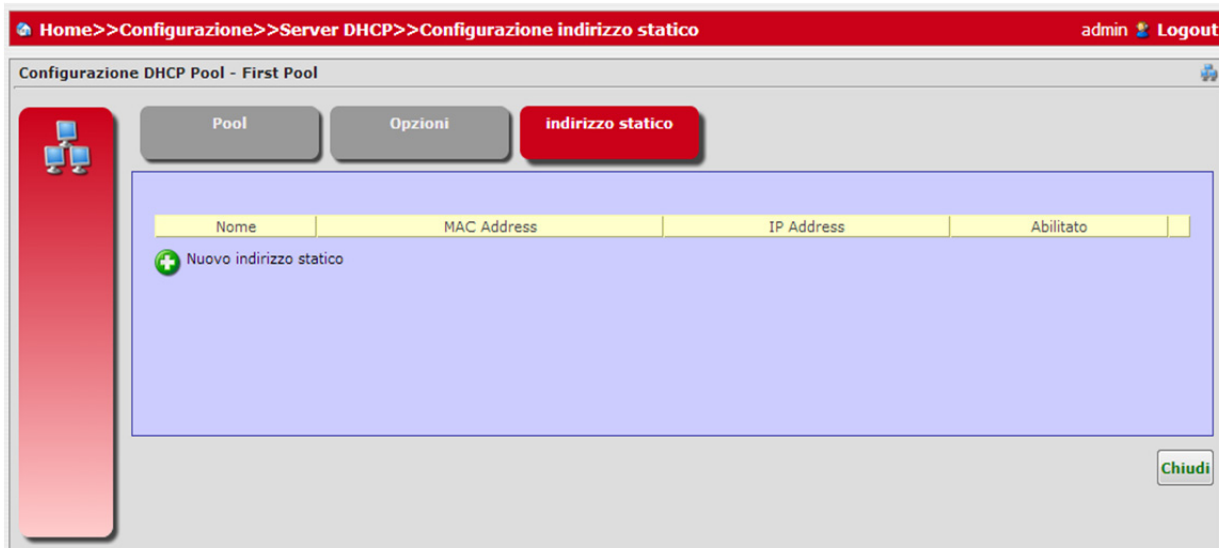 Home>>Configurazione>>Server DHCP>>Configurazione indirizzo statico admin Logout
Configurazione DHCP Pool - First Pool
Pool Opzioni indirizzo statico
Nome MAC Address IP Address Abilitato
Nuovo indirizzo statico
Chiudi